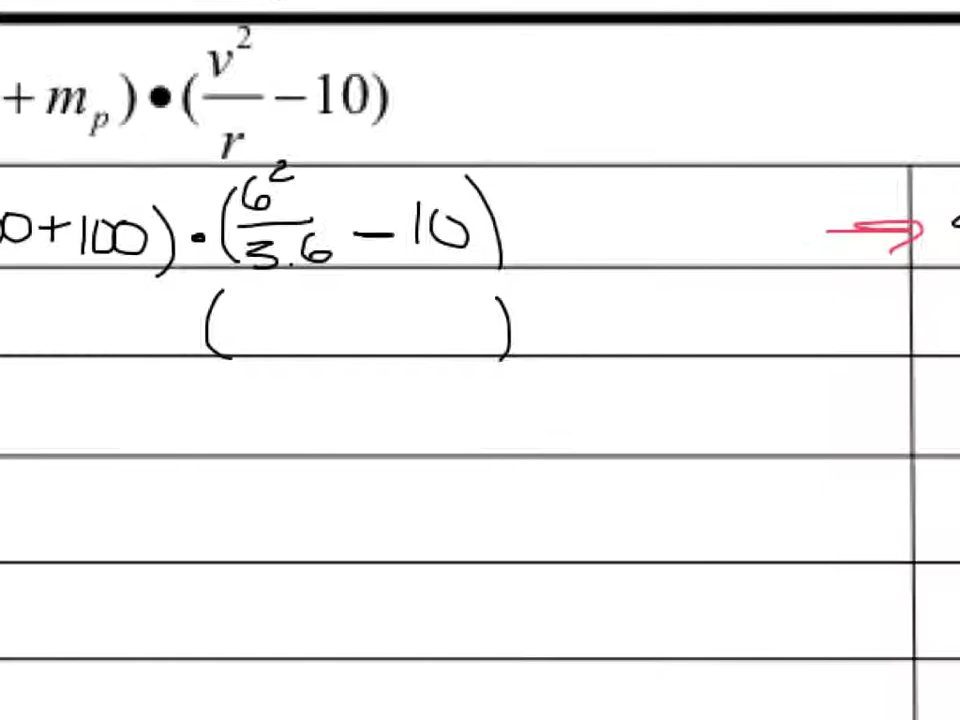 + m_p ) • ( v² / r − 10)
0 + 100) · ( 6² / 3.6 − 10 )
( )